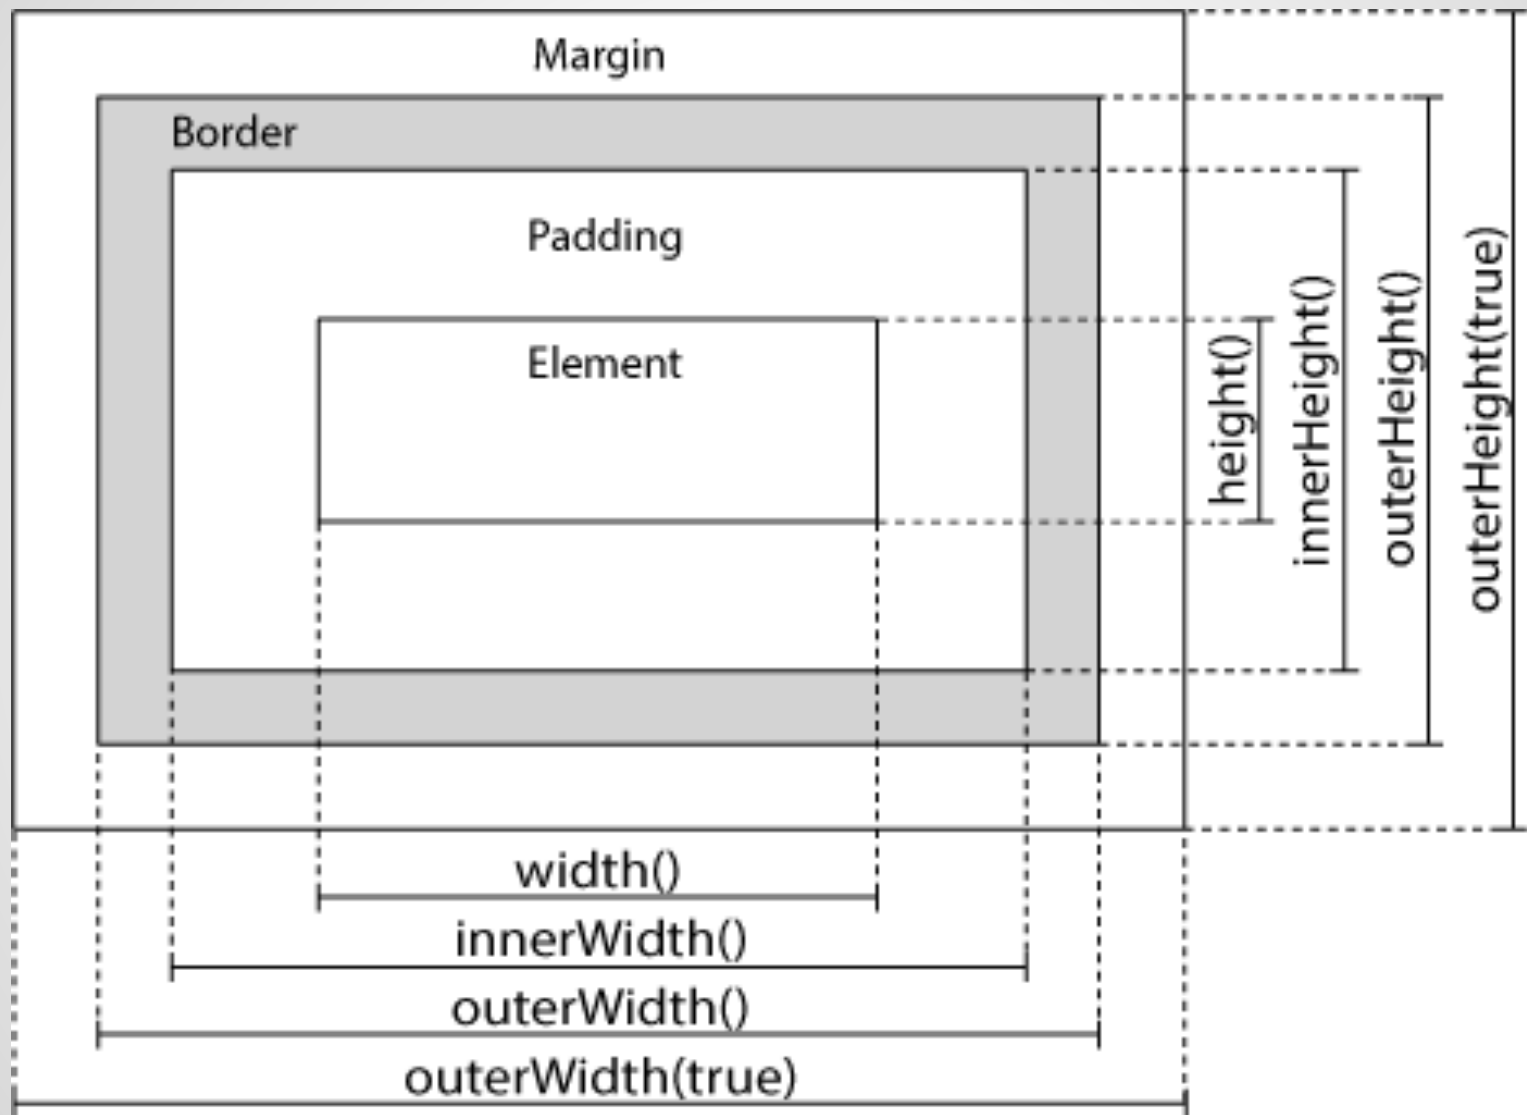 Margin
Border
Padding
Element
height()
innerHeight()
outerHeight()
outerHeight(true)
width()
innerWidth()
outerWidth()
outerWidth(true)